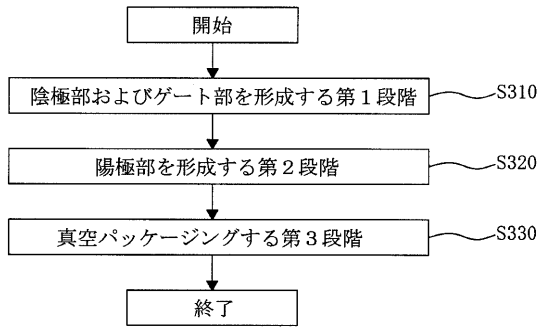 開始
陰極部およびゲート部を形成する第１段階
S310
陽極部を形成する第２段階
S320
真空パッケージングする第３段階
S330
終了